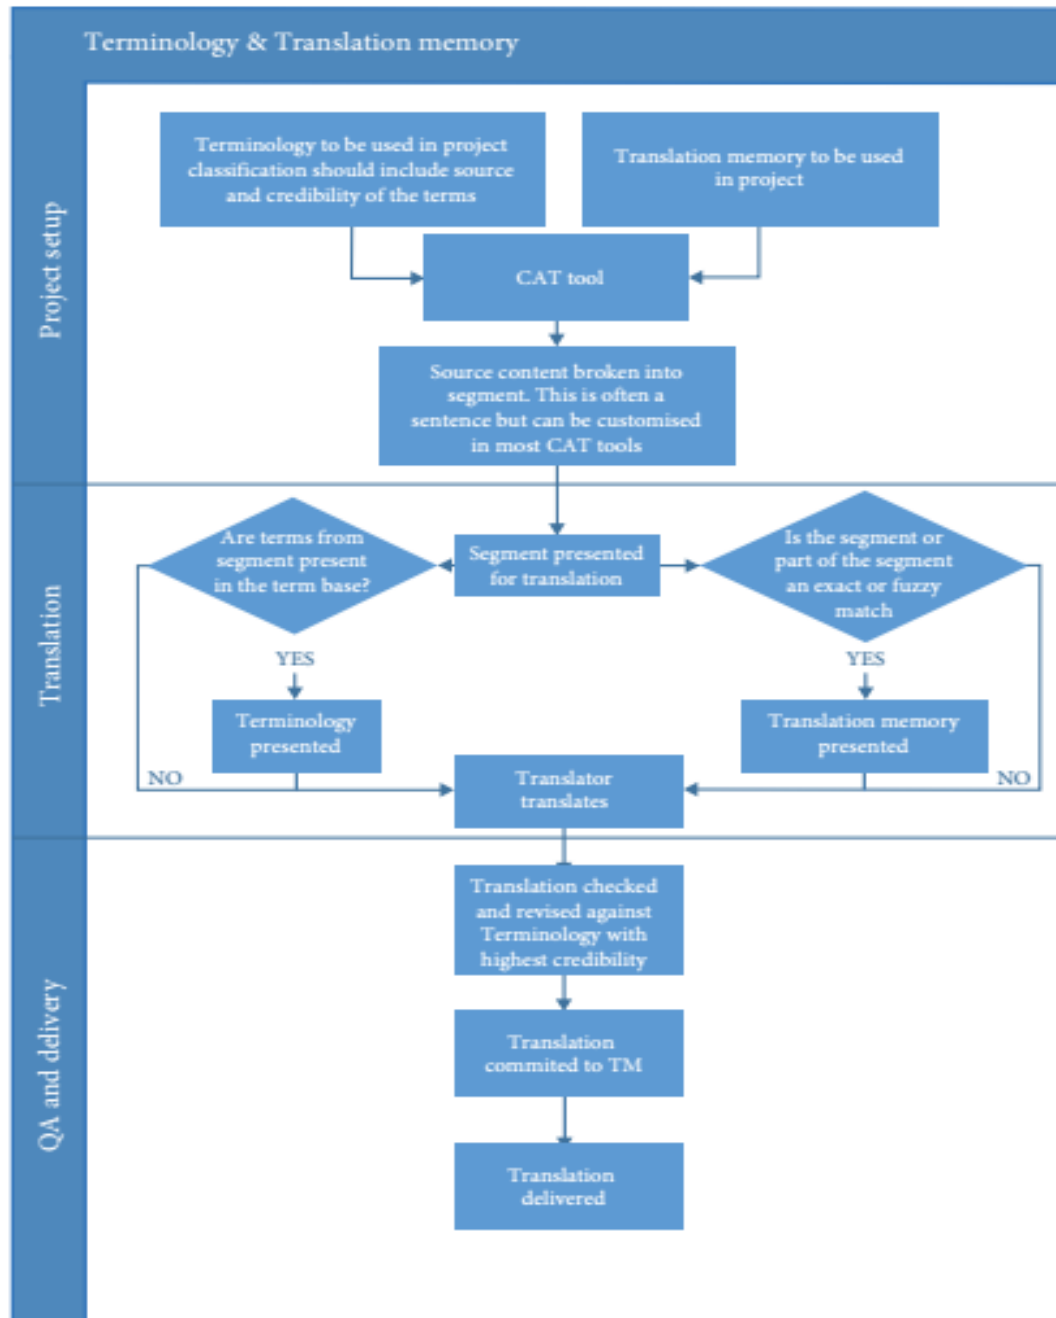 Terminology & Translation memory
Project setup
Terminology to be used in project
classification should include source
and credibility of the terms
Translation memory to be used
in project
CAT tool
Source content broken into
segment. This is often a
sentence but can be customised
in most CAT tools
Translation
Are terms from
segment present
in the term base?
Segment presented
for translation
Is the segment or
part of the segment
an exact or fuzzy
match
YES
YES
Terminology
presented
Translation memory
presented
NO
NO
Translator
translates
QA and delivery
Translation checked
and revised against
Terminology with
highest credibility
Translation
commited to TM
Translation
delivered